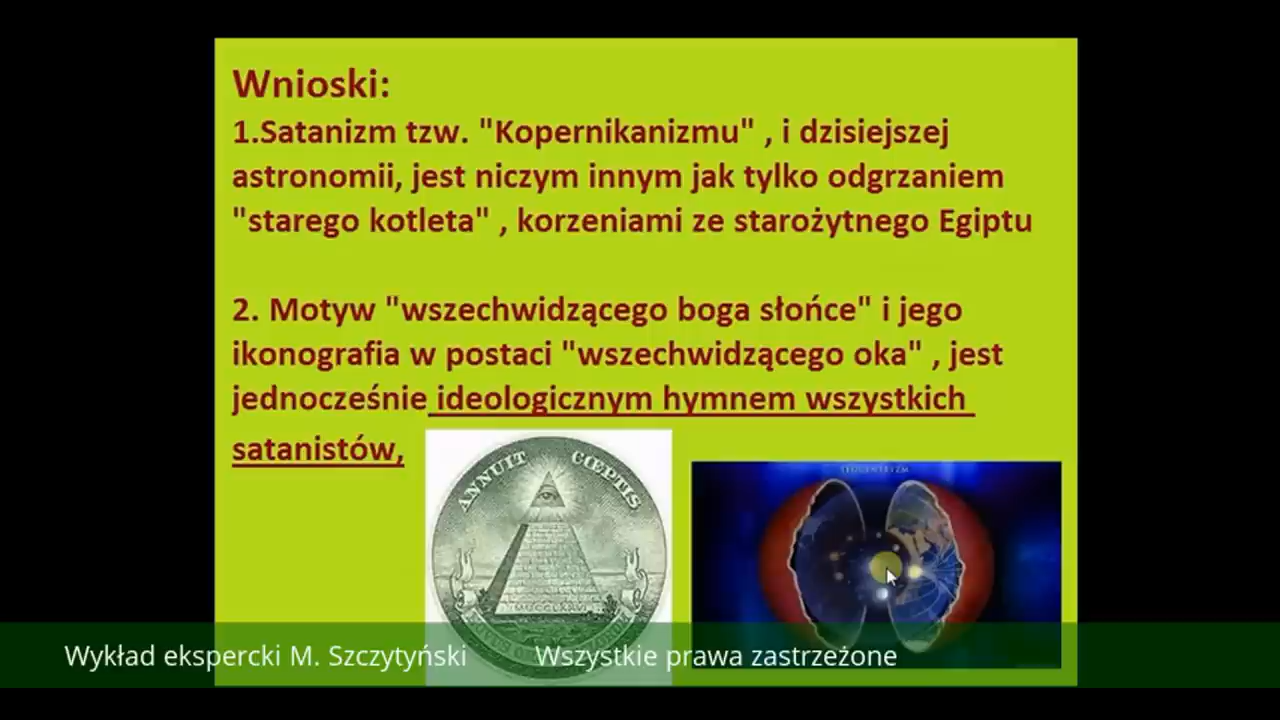 Wnioski:
1.Satanizm tzw. "Kopernikanizmu" , i dzisiejszej
astronomii, jest niczym innym jak tylko odgrzaniem
"starego kotleta" , korzeniami ze starożytnego Egiptu
2. Motyw "wszechwidzącego boga słońce" i jego
ikonografia w postaci "wszechwidzącego oka" , jest
jednocześnie ideologicznym hymnem wszystkich
satanistów,
ANNUIT CŒPTIS
Wykład ekspercki M. Szczytyński Wszystkie prawa zastrzeżone